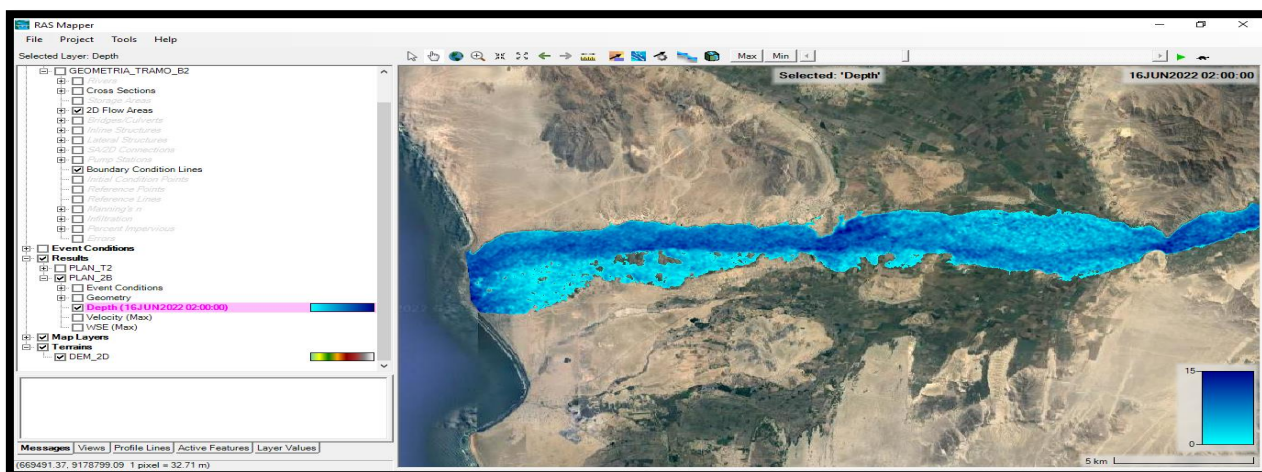 RAS Mapper
File Project Tools Help
Selected Layer: Depth
Max Min
GEOMETRIA_TRAMO_B2
Rivers
Cross Sections
Storage Areas
2D Flow Areas
Bridges/Culverts
Inline Structures
Lateral Structures
SA/2D Connections
Pump Stations
Boundary Condition Lines
Initial Condition Points
Reference Points
Reference Lines
Manning's n
Infiltration
Percent Impervious
Errors
Event Conditions
Results
PLAN_T2
PLAN_2B
Event Conditions
Geometry
Depth (16JUN2022 02:00:00)
Velocity (Max)
WSE (Max)
Map Layers
Terrains
DEM_2D
Selected: 'Depth'
16JUN2022 02:00:00
15
0
5 km
Messages Views Profile Lines Active Features Layer Values
(669491.37, 9178799.09 1 pixel = 32.71 m)